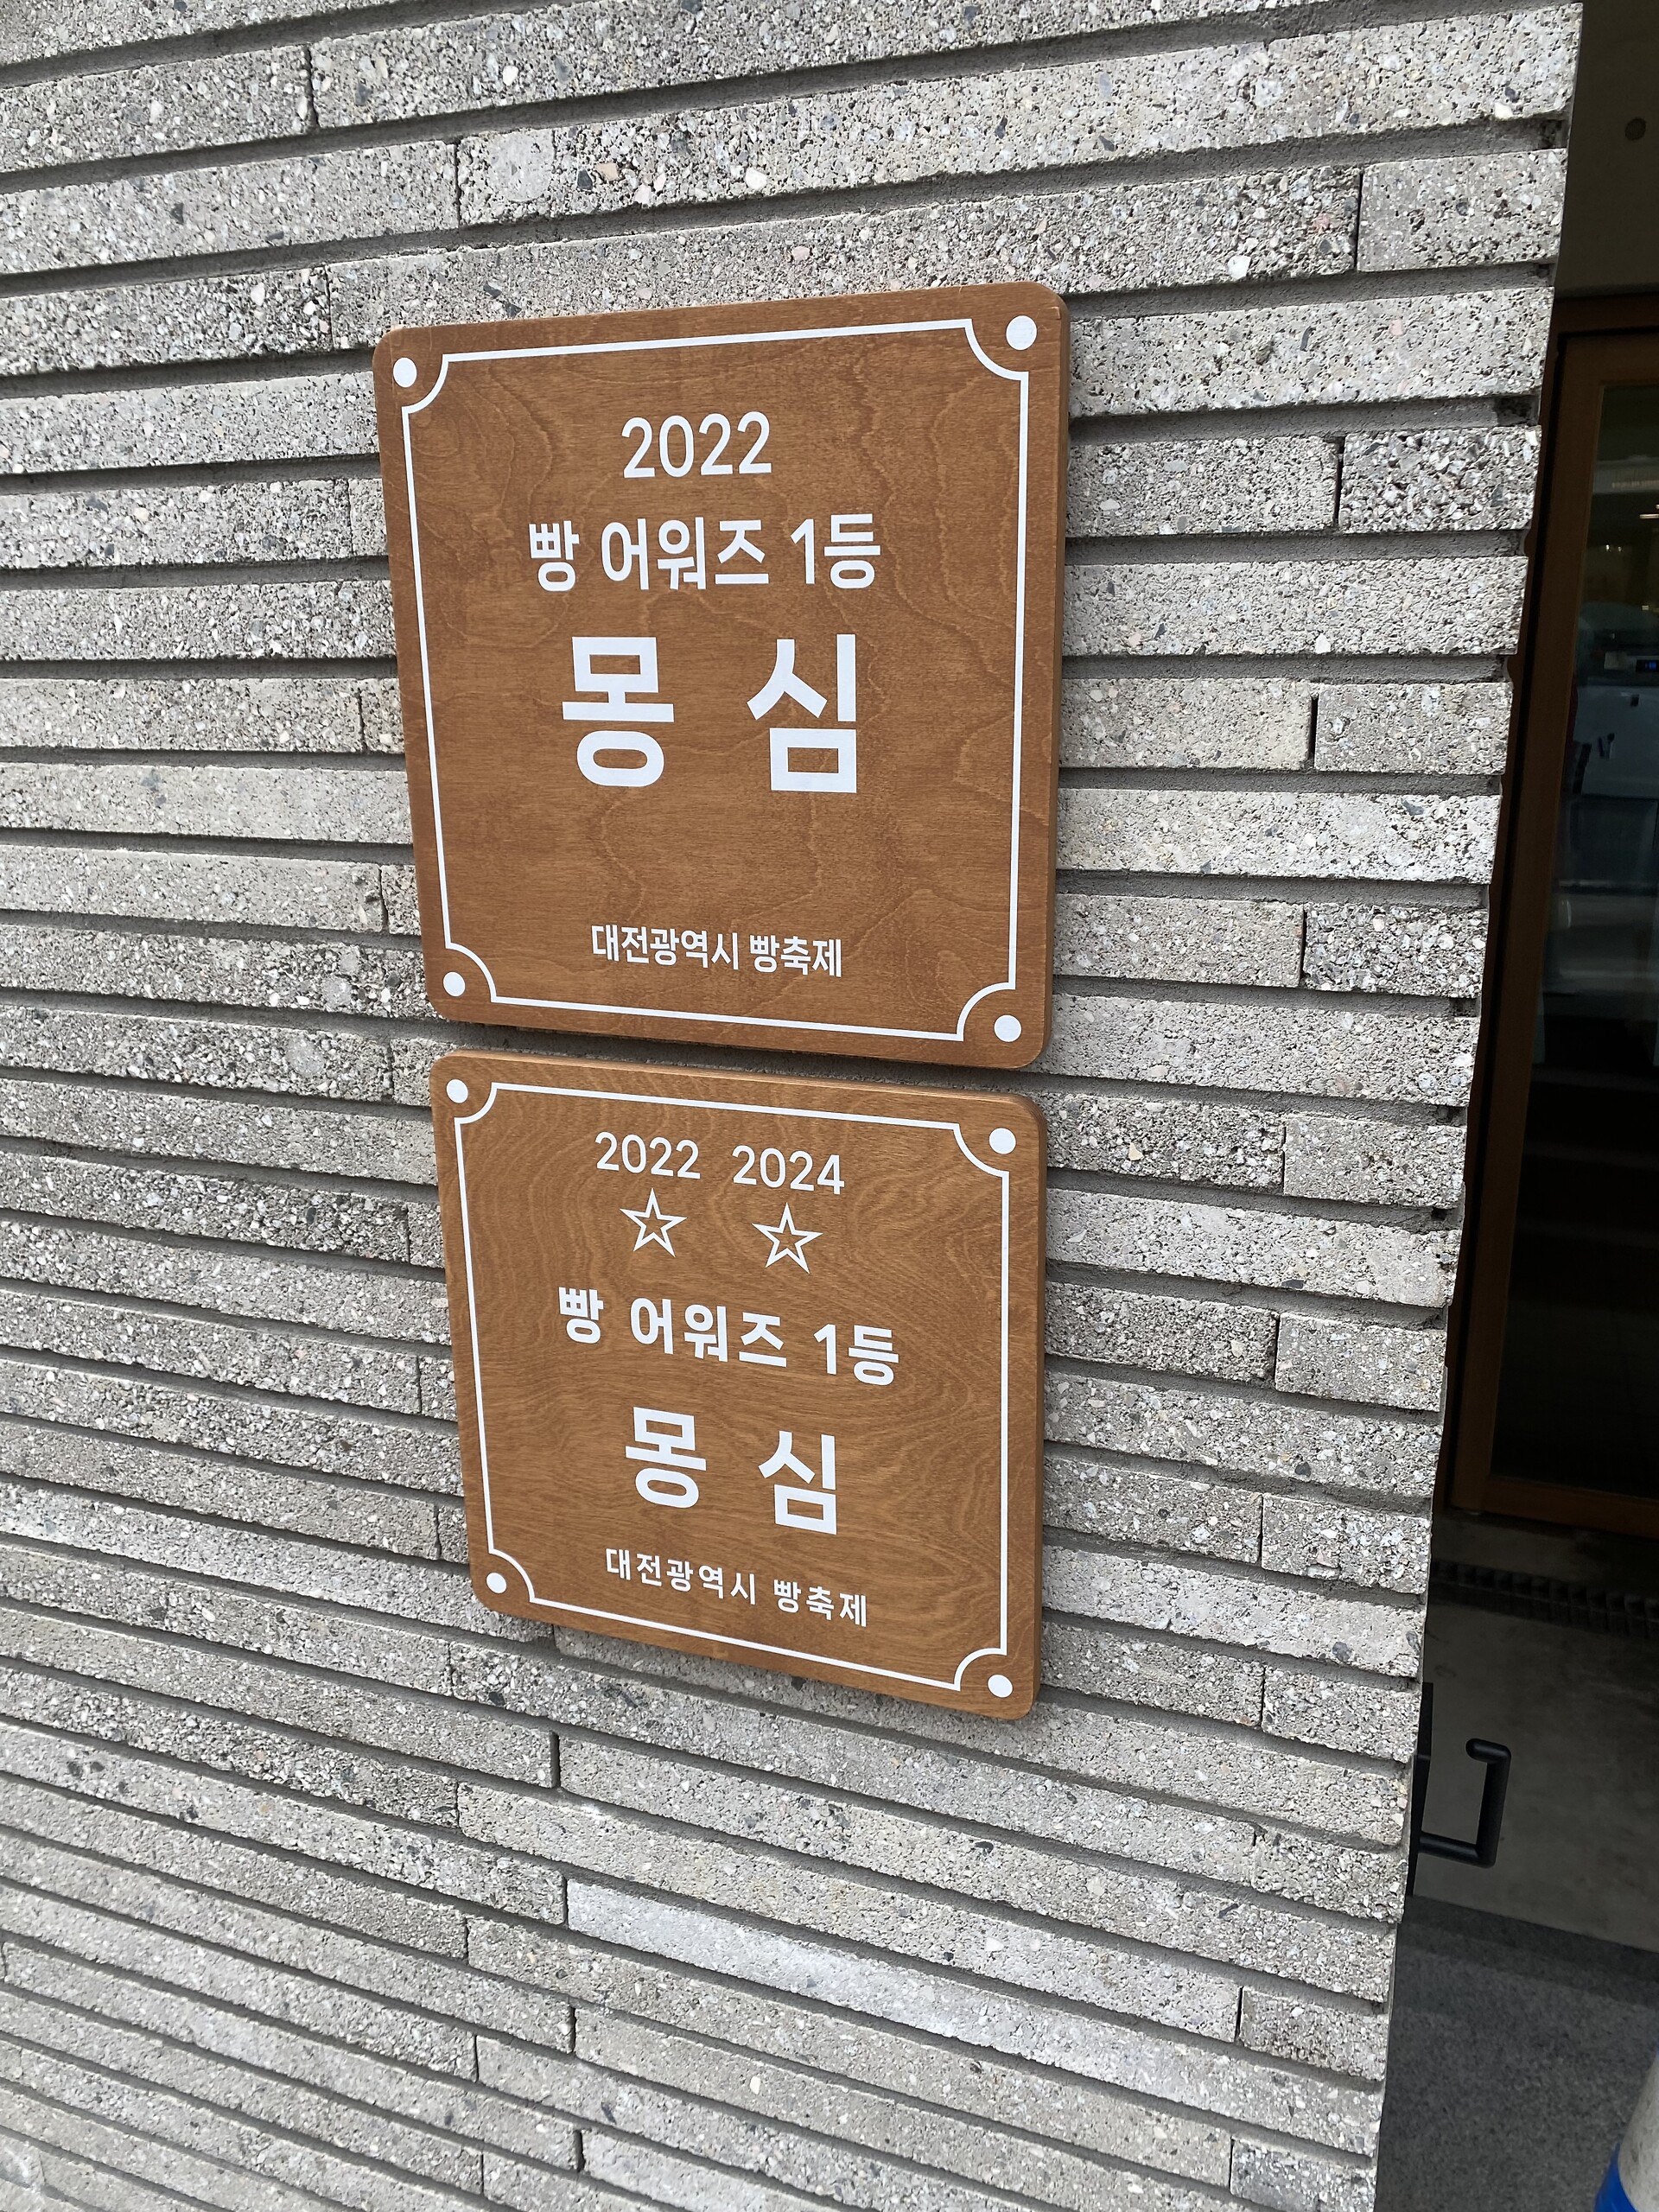 2022
빵 어워즈 1등
몽 심
대전광역시 빵축제
2022 2024
☆ ☆
빵 어워즈 1등
몽 심
대전광역시 빵축제